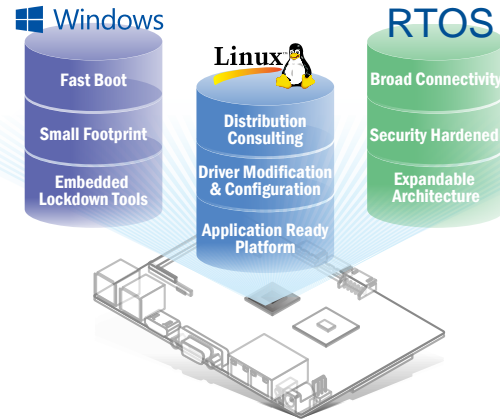 Windows
Fast Boot
Small Footprint
Embedded
Lockdown Tools
Linux
Distribution
Consulting
Driver Modification
& Configuration
Application Ready
Platform
RTOS
Broad Connectivity
Security Hardened
Expandable
Architecture